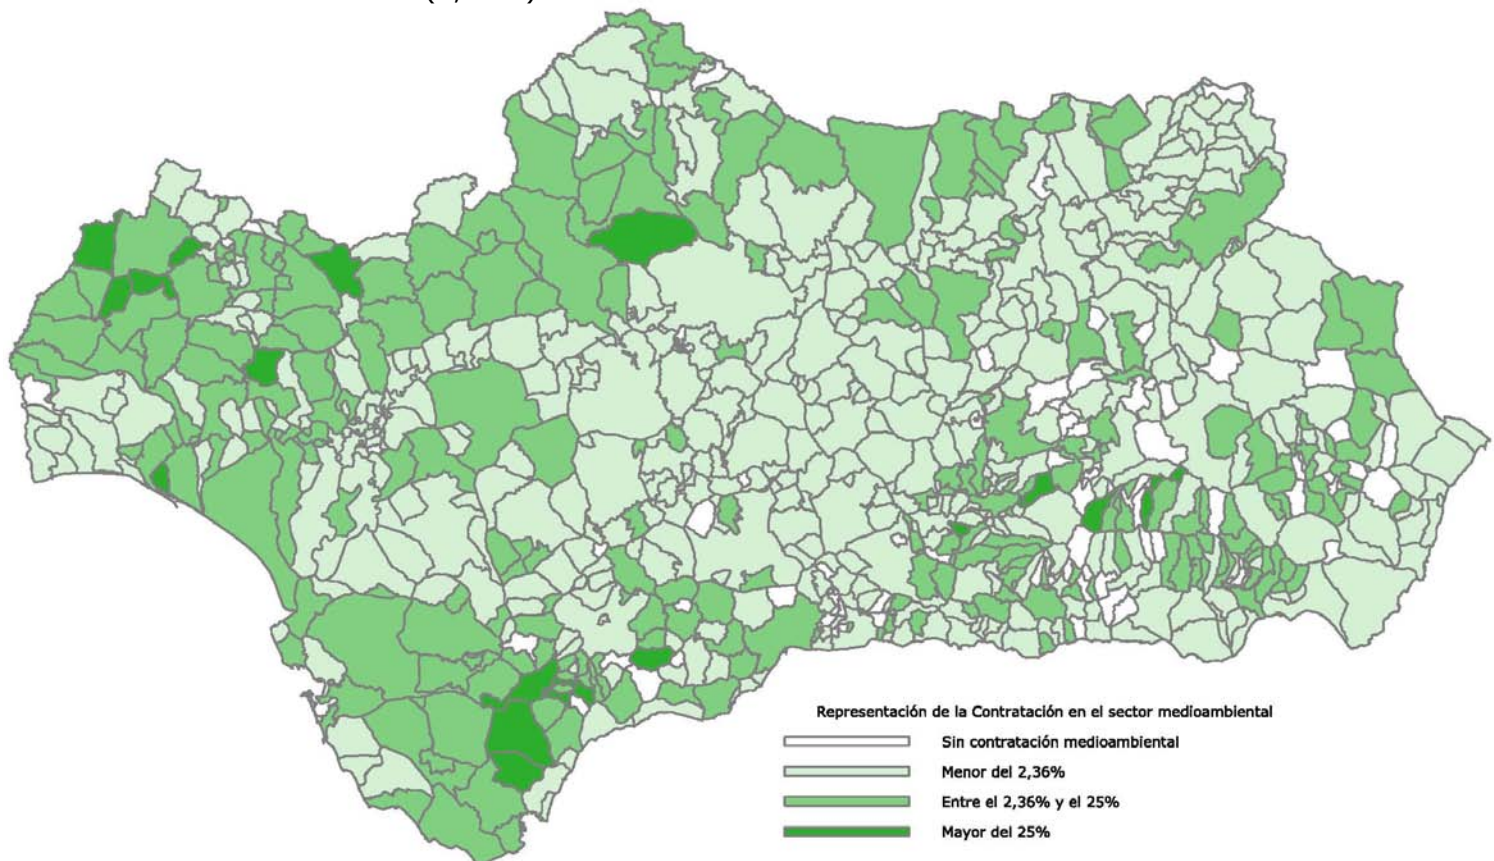 Representación de la Contratación en el sector medioambiental
Sin contratación medioambiental
Menor del 2,36%
Entre el 2,36% y el 25%
Mayor del 25%